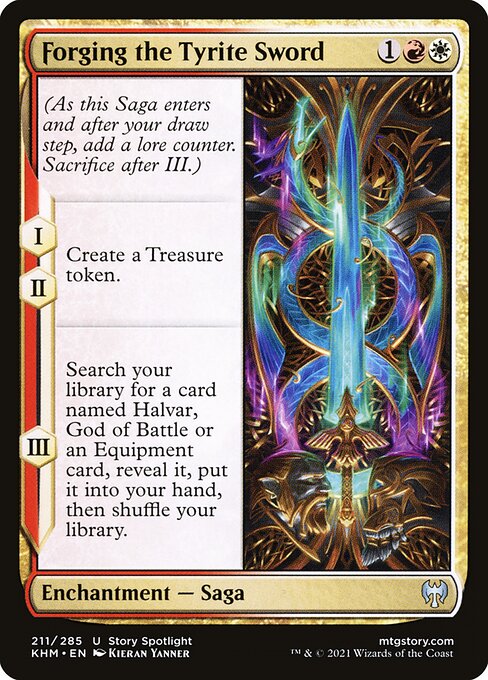 Forging the Tyrite Sword 1
(As this Saga enters
and after your draw
step, add a lore counter.
Sacrifice after III.)
I
II
Create a Treasure
token.
III
Search your
library for a card
named Halvar,
God of Battle or
an Equipment
card, reveal it, put
it into your hand,
then shuffle your
library.
Enchantment — Saga
211/285 U Story Spotlight
KHM • EN KIERAN YANNER
mtgstory.com
™ & © 2021 Wizards of the Coast